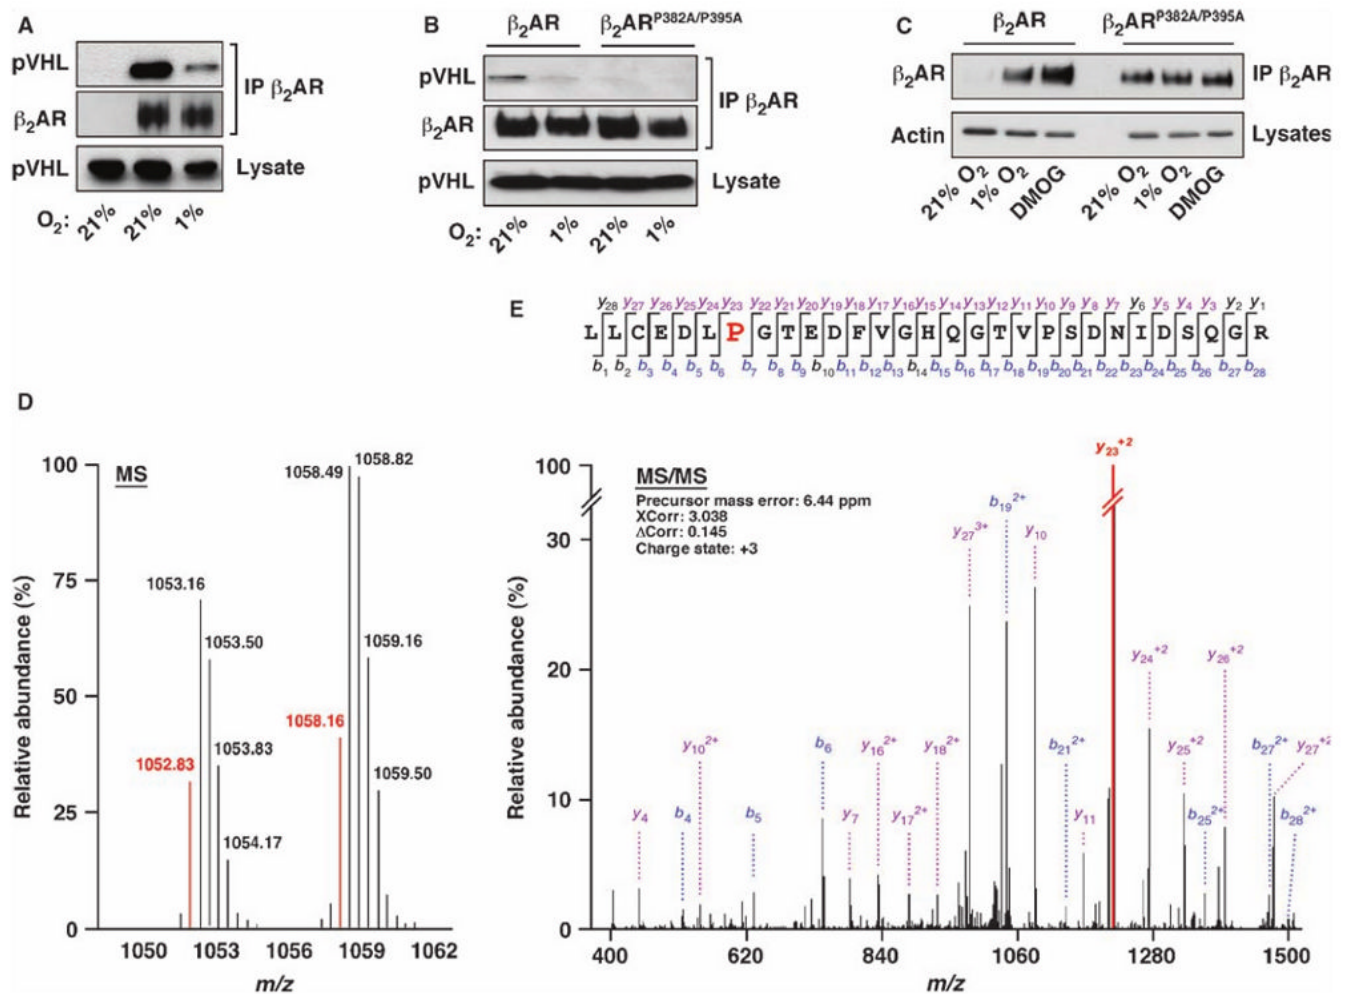 A
pVHL
β2AR
IP β2AR
pVHL
Lysate
O2: 21% 21% 1%
B
β2AR β2ARP382A/P395A
pVHL
β2AR
IP β2AR
pVHL
Lysate
O2: 21% 1% 21% 1%
C
β2AR β2ARP382A/P395A
β2AR
IP β2AR
Actin
Lysates
21% O2 1% O2 DMOG 21% O2 1% O2 DMOG
E
y28 y27 y26 y25 y24 y23 y22 y21 y20 y19 y18 y17 y16 y15 y14 y13 y12 y11 y10 y9 y8 y7 y6 y5 y4 y3 y2 y1
L L C E D L P G T E D F V G H Q G T V P S D N I D S Q G R
b1 b2 b3 b4 b5 b6 b7 b8 b9 b10 b11 b12 b13 b14 b15 b16 b17 b18 b19 b20 b21 b22 b23 b24 b25 b26 b27 b28
D
MS
Relative abundance (%)
100
75
50
25
0
1058.49 1058.82
1053.16
1053.50
1059.16
1058.16
1053.83
1052.83
1059.50
1054.17
1050 1053 1056 1059 1062
m/z
MS/MS
Precursor mass error: 6.44 ppm
XCorr: 3.038
ΔCorr: 0.145
Charge state: +3
Relative abundance (%)
100
30
20
10
0
y23+2
b192+
y273+
y10
y24+2
y26+2
y102+
b6
y162+
y182+
b212+
y25+2
b272+
y27+2
y4
b4
b5
y7
y172+
y11
b252+
b282+
400 620 840 1060 1280 1500
m/z